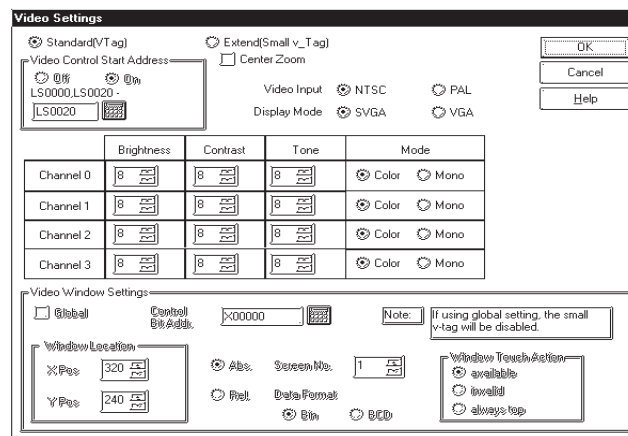 Video Settings
Standard(VTag)
Extend(Small v_Tag)
OK
Video Control Start Address
Center Zoom
Off
On
Cancel
LS0000,LS0020 -
Video Input
NTSC
PAL
Help
LS0020
Display Mode
SVGA
VGA
Brightness Contrast Tone Mode
Channel 0 8 8 8 Color Mono
Channel 1 8 8 8 Color Mono
Channel 2 8 8 8 Color Mono
Channel 3 8 8 8 Color Mono
Video Window Settings
Global
Control Bit Addr.
X00000
Note:
If using global setting, the small
v-tag will be disabled.
Window Location
X Pos 320
Abs.
Screen No. 1
Window Touch Action
available
Y Pos 240
Rel.
Data Format
invalid
Bin
BCD
always top